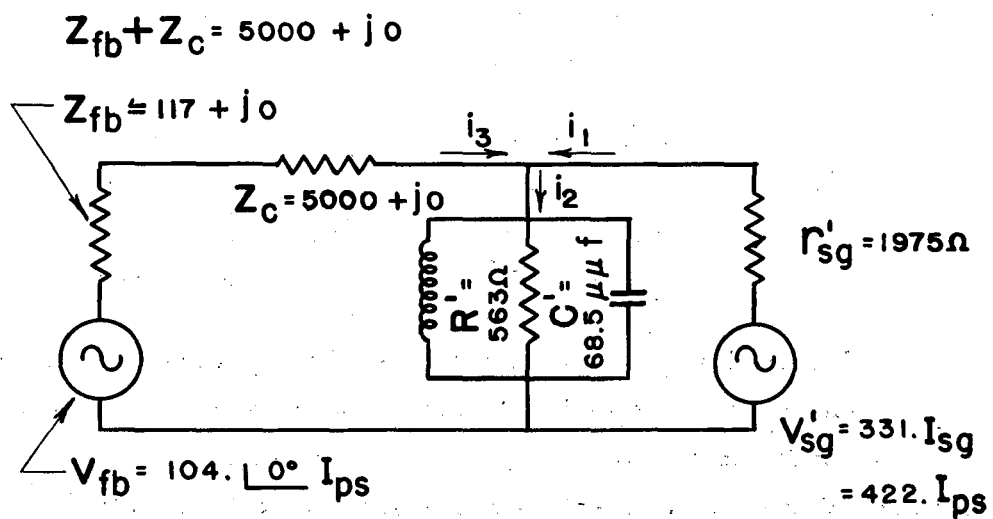 Z_fb + Z_c = 5000 + j0
Z_fb ≐ 117 + j0
i_3
i_1
i_2
Z_c = 5000 + j0
r'_sg = 1975Ω
R' = 563Ω
C' = 68.5 μμf
V'_sg = 331. I_sg
= 422. I_ps
V_fb = 104. ∠0° I_ps